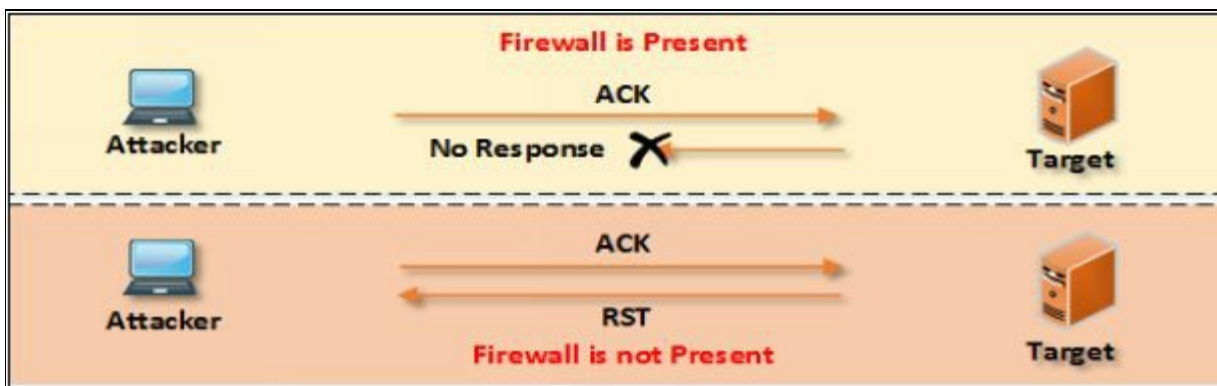 Firewall is Present
ACK
Attacker
No Response
Target
ACK
Attacker
RST
Target
Firewall is not Present